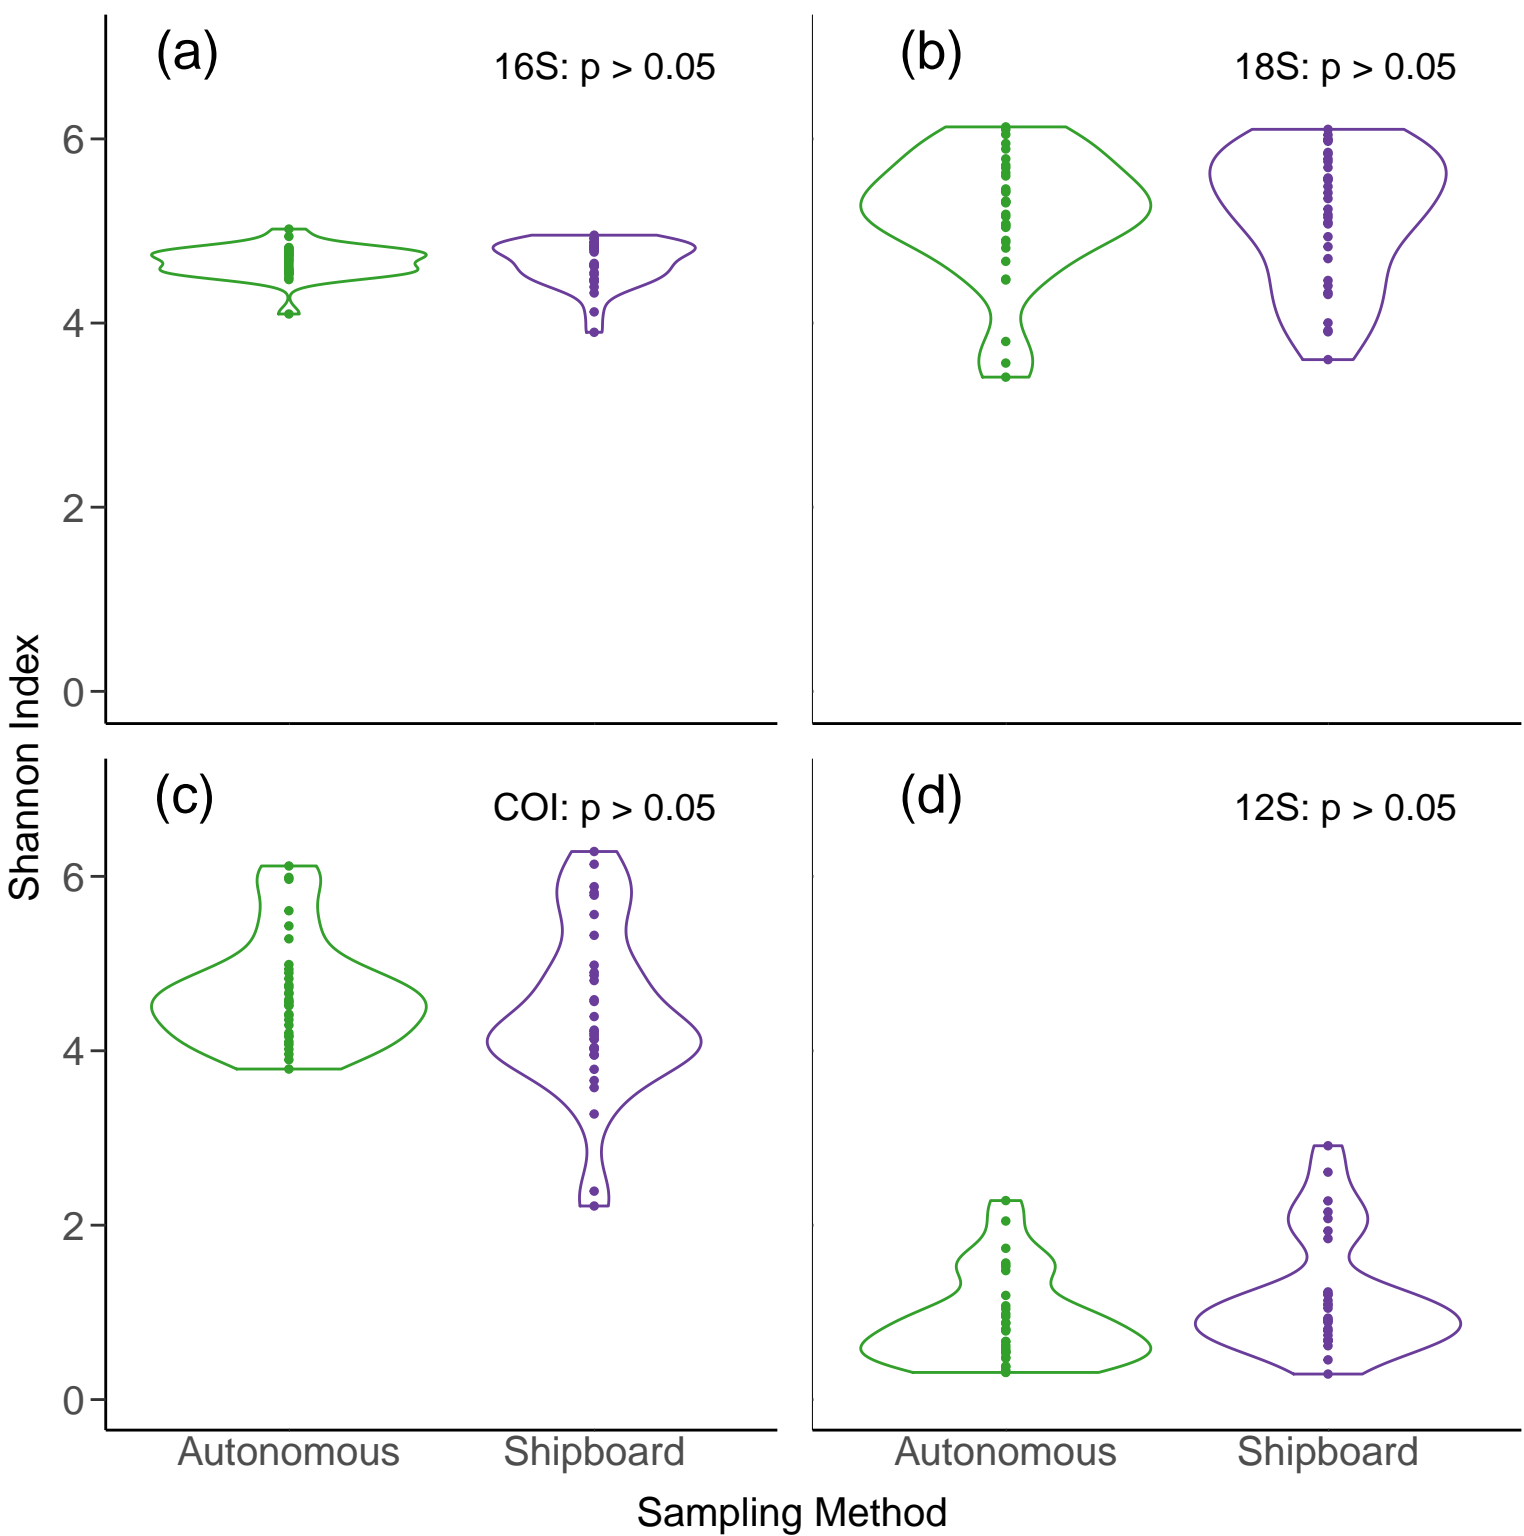 (a)
16S: p > 0.05
(b)
18S: p > 0.05
6
4
2
0
Shannon Index
(c)
COI: p > 0.05
(d)
12S: p > 0.05
6
4
2
0
Autonomous
Shipboard
Autonomous
Shipboard
Sampling Method